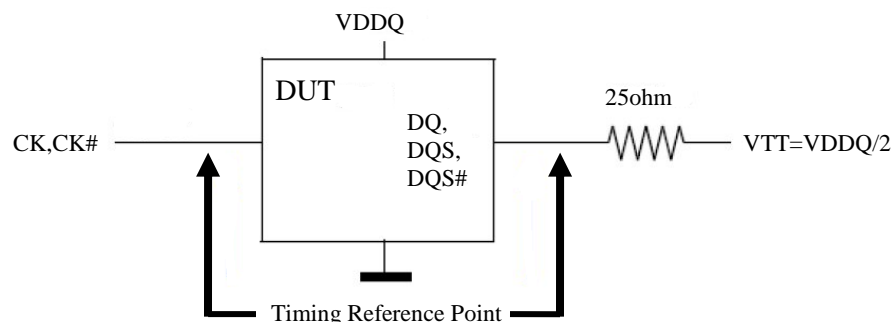 VDDQ
DUT
25ohm
CK,CK#
DQ,
DQS,
DQS#
VTT=VDDQ/2
Timing Reference Point